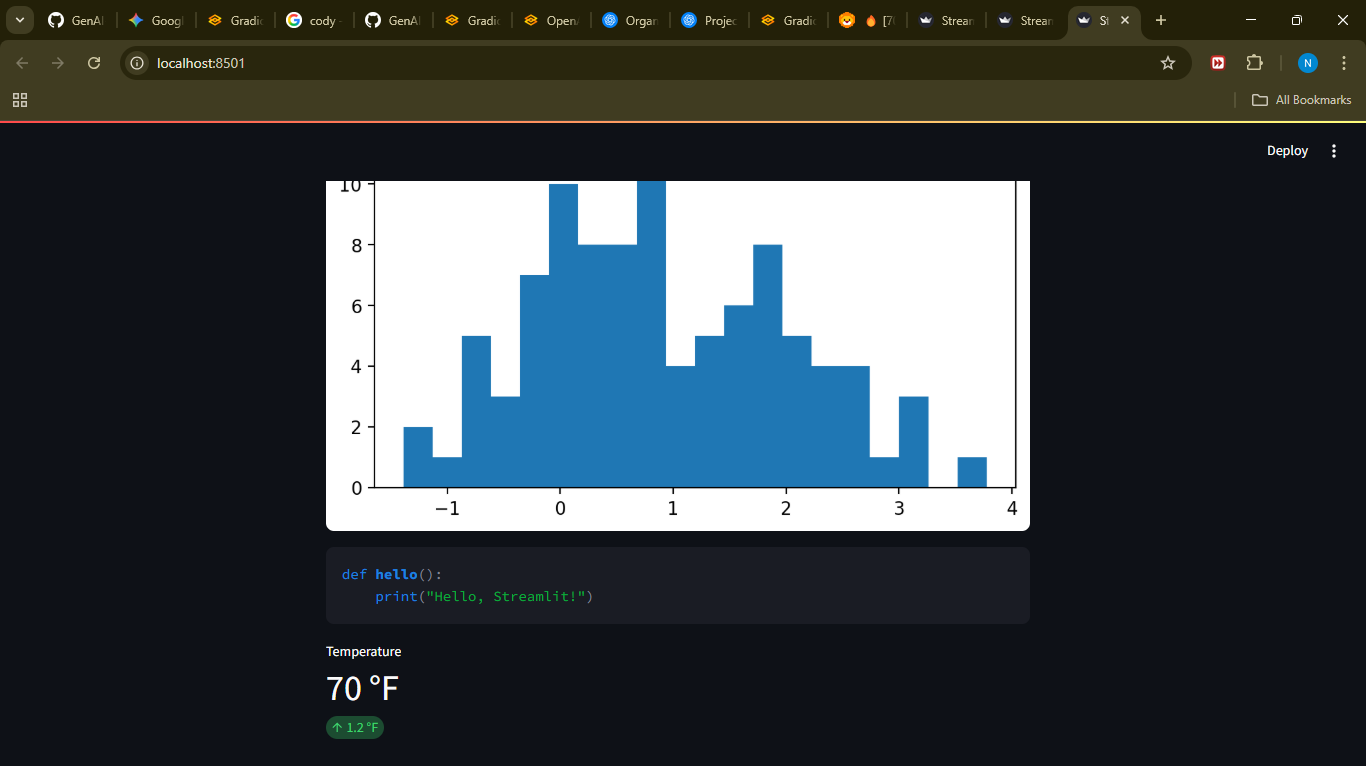 GenAI Googl Gradio cody - GenAI Gradio Open Organ Projec Gradio Stream Stream St
localhost:8501
All Bookmarks
Deploy
10
8
6
4
2
0
−1 0 1 2 3 4
def hello():
print("Hello, Streamlit!")
Temperature
70 °F
↑ 1.2 °F
N